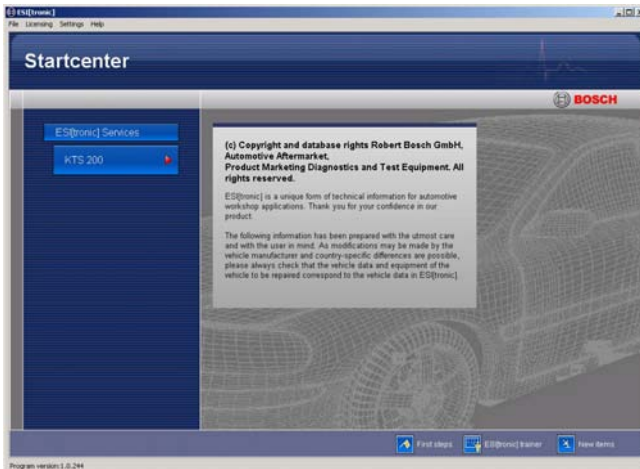 ESI[tronic]
File Licensing Settings Help
Startcenter
BOSCH
ESI[tronic] Services
KTS 200
(c) Copyright and database rights Robert Bosch GmbH,
Automotive Aftermarket,
Product Marketing Diagnostics and Test Equipment. All
rights reserved.
ESI[tronic] is a unique form of technical information for automotive
workshop applications. Thank you for your confidence in our
product.
The following information has been prepared with the utmost care
and with the user in mind. As modifications may be made by the
vehicle manufacturer and country-specific differences are possible,
please always check that the vehicle data and equipment of the
vehicle to be repaired correspond to the vehicle data in ESI[tronic].
First steps
ESI[tronic] trainer
New items
Program version:1.0.244